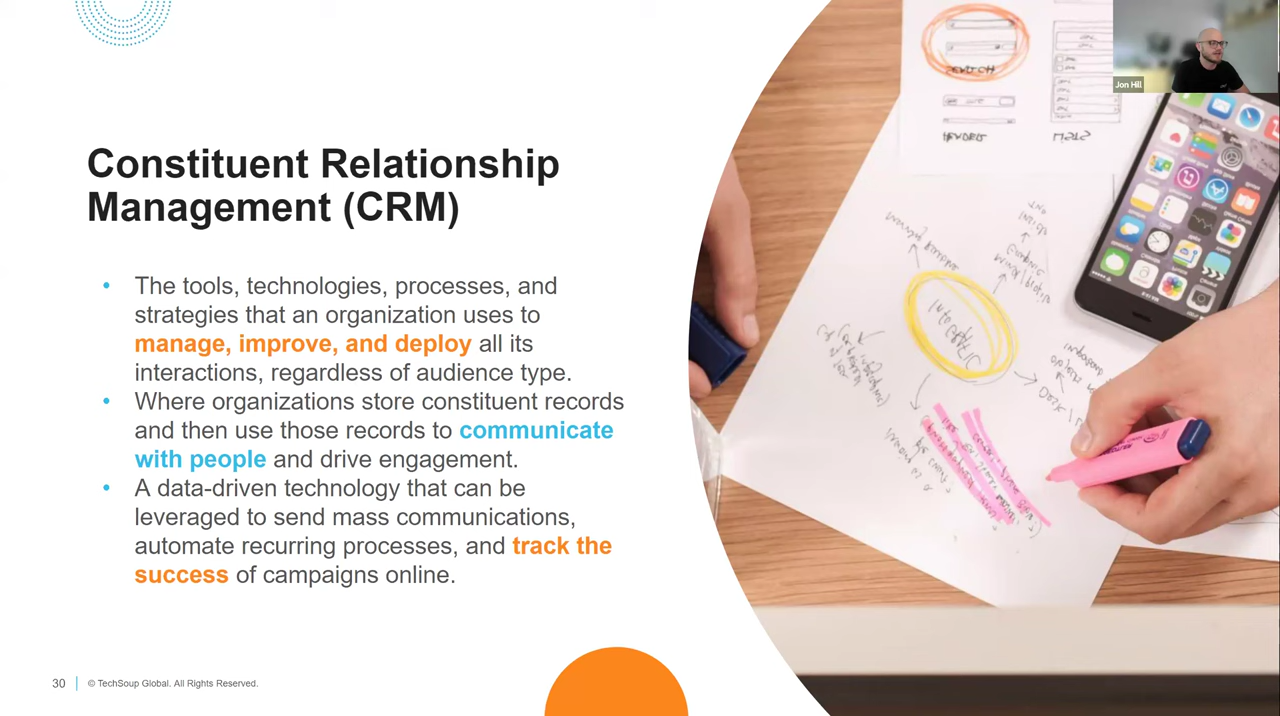 Constituent Relationship
Management (CRM)
• The tools, technologies, processes, and
strategies that an organization uses to
manage, improve, and deploy all its
interactions, regardless of audience type.
• Where organizations store constituent records
and then use those records to communicate
with people and drive engagement.
• A data-driven technology that can be
leveraged to send mass communications,
automate recurring processes, and track the
success of campaigns online.
30
© TechSoup Global. All Rights Reserved.
Jon Hill